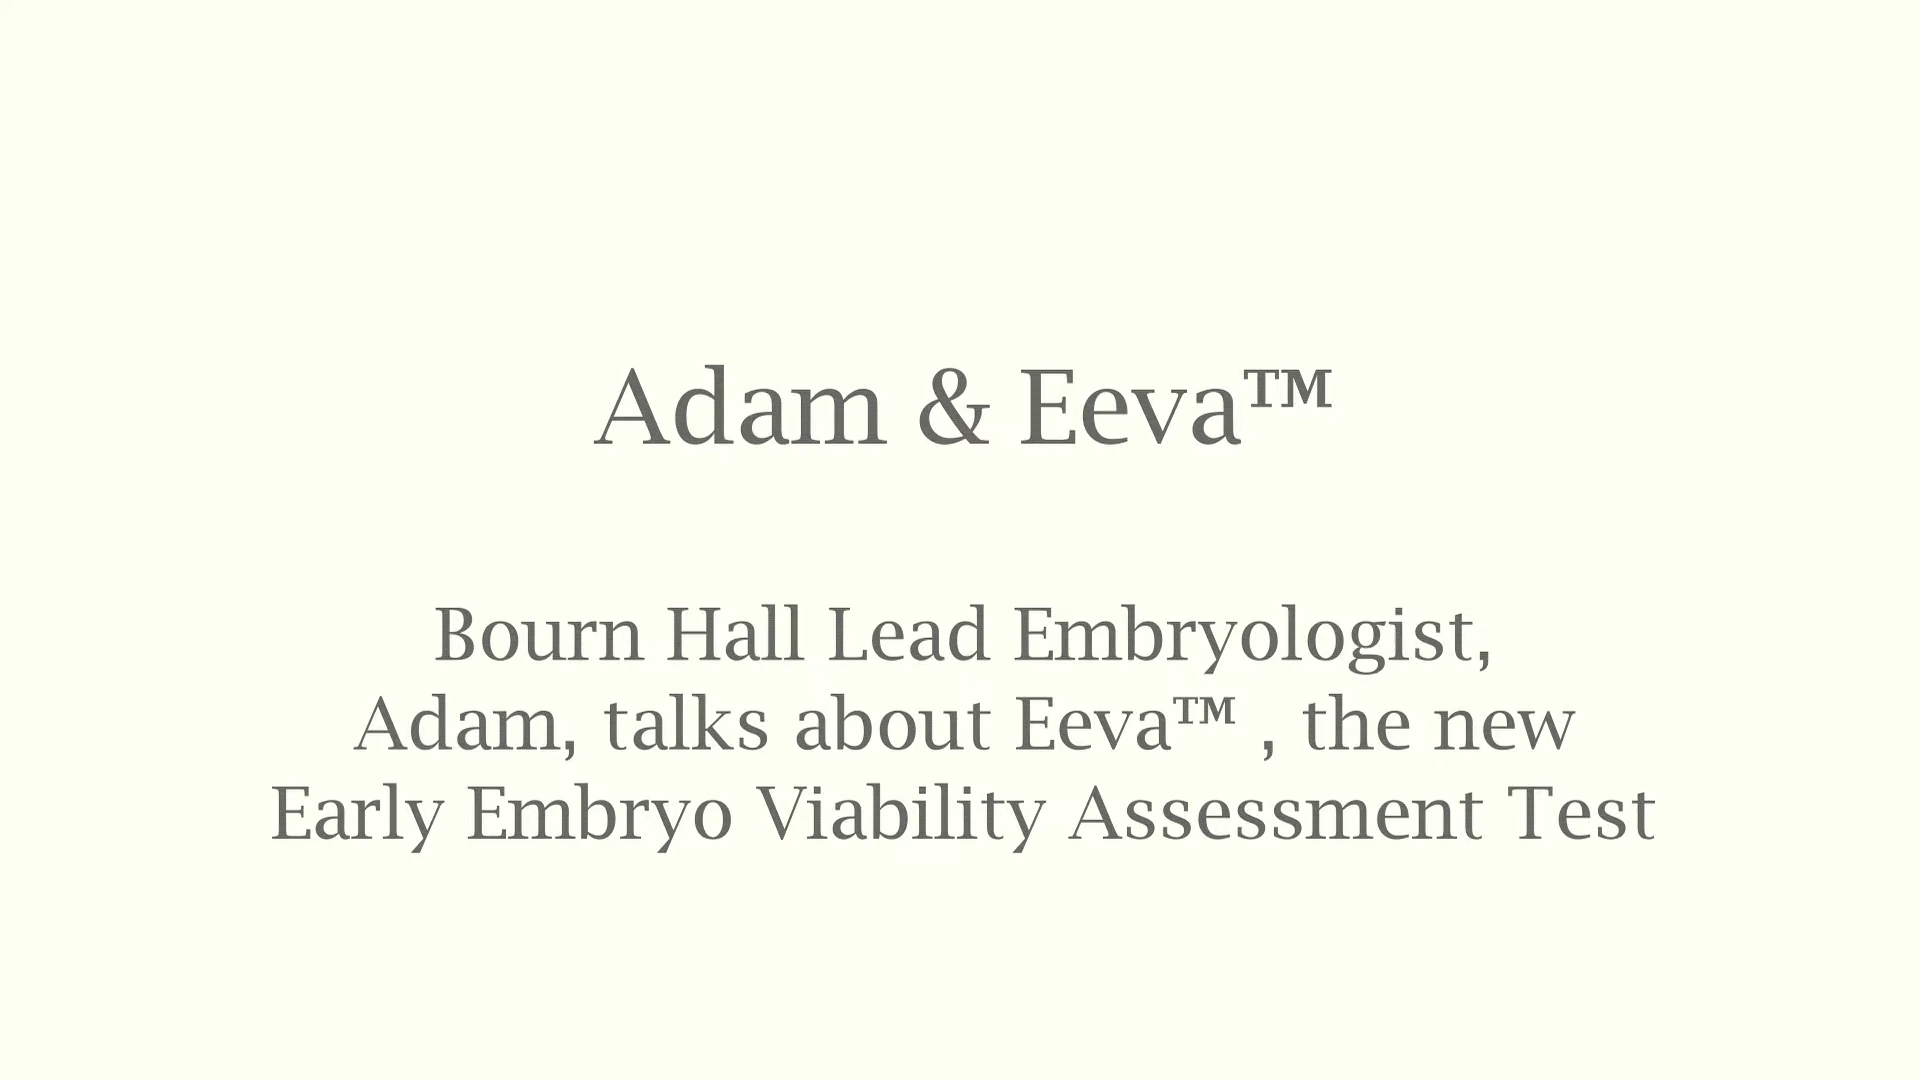 Adam & Eeva™
Bourn Hall Lead Embryologist,
Adam, talks about Eeva™ , the new
Early Embryo Viability Assessment Test